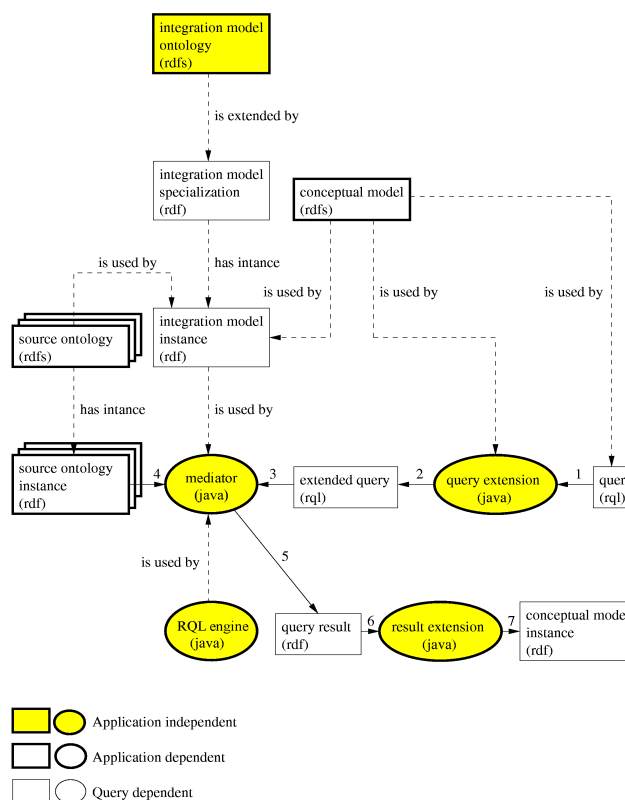 integration model
ontology
(rdfs)
is extended by
integration model
specialization
(rdf)
conceptual model
(rdfs)
is used by
has intance
is used by
is used by
is used by
source ontology
(rdfs)
integration model
instance
(rdf)
has intance
is used by
source ontology
instance
(rdf)
4
mediator
(java)
3
extended query
(rql)
2
query extension
(java)
1
(rql)
5
is used by
RQL engine
(java)
query result
(rdf)
6
result extension
(java)
7
conceptual
instance
(rdf)
Application independent
Application dependent
Query dependent